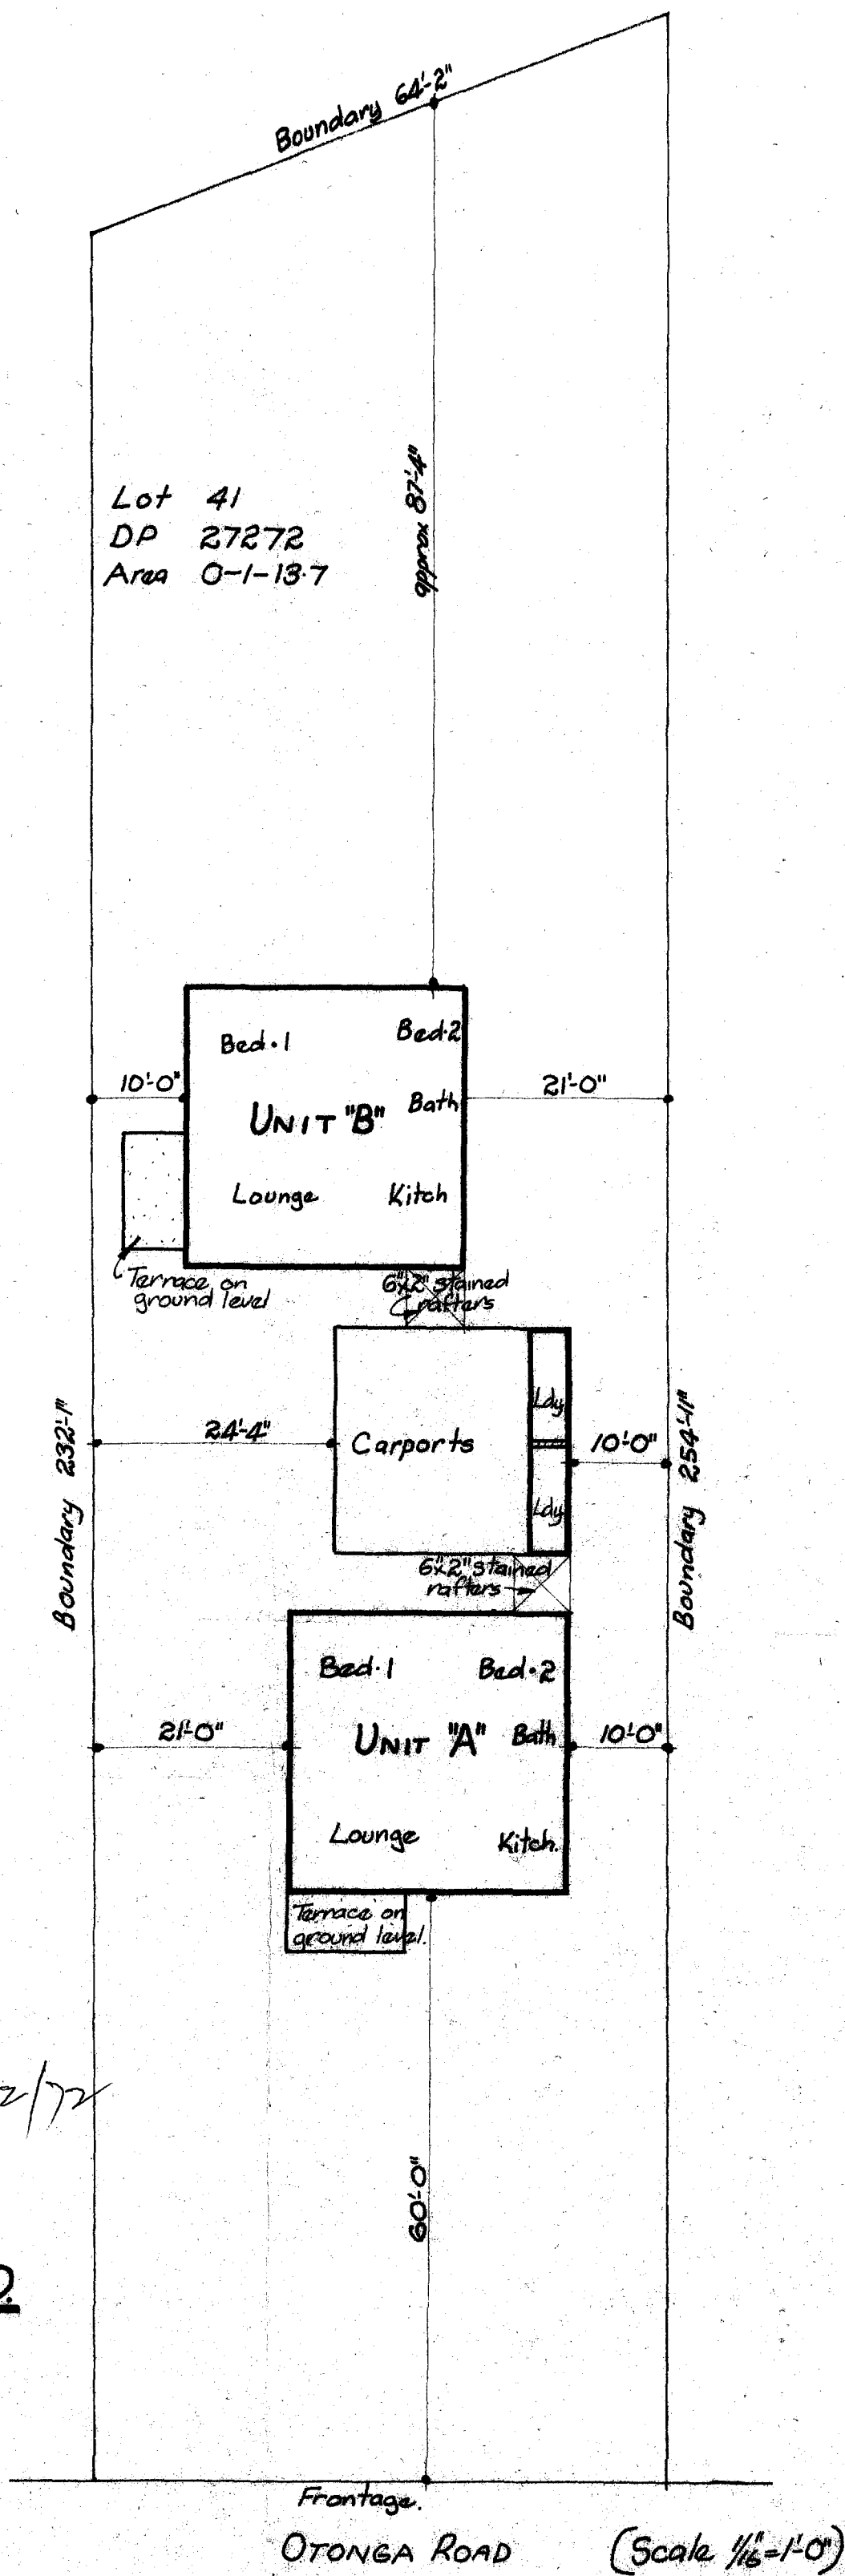 Boundary 64'-2"
approx 87'-4"
Lot 41
DP 27272
Area 0-1-13·7
Bed·1
Bed·2
10'-0"
UNIT "B"
Bath
21'-0"
Lounge
Kitch
Terrace on
ground level
6"x2" stained
rafters
Boundary 232'-1"
24'-4"
Carports
Ldy
Ldy
10'-0"
Boundary 254'-11"
6"x2" stained
rafters
Bed·1
Bed·2
21'-0"
UNIT "A"
Bath
10'-0"
Lounge
Kitch.
Terrace on
ground level.
2/72
60'-0"
Frontage.
OTONGA ROAD
(Scale 1/16"=1'-0")